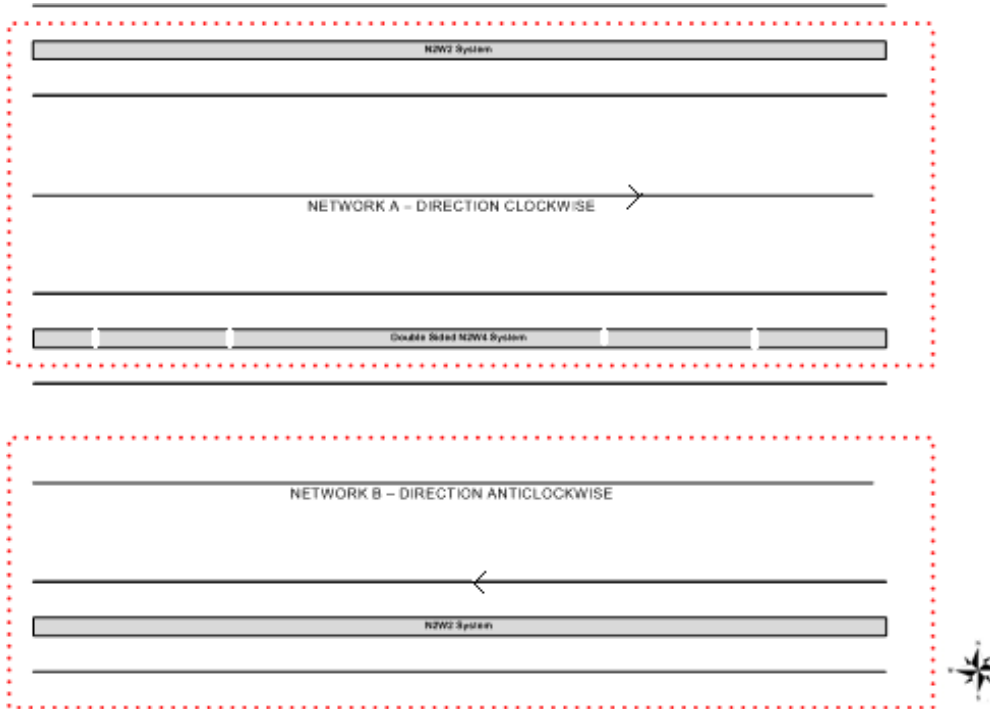 N2W2 System
NETWORK A – DIRECTION CLOCKWISE
Double Sided N2W4 System
NETWORK B – DIRECTION ANTICLOCKWISE
N2W2 System